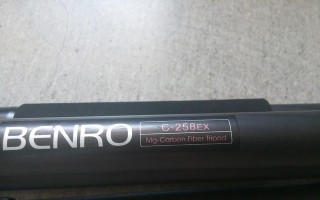 BENRO
C-258EX
Mg-Carbon Fiber Tripod